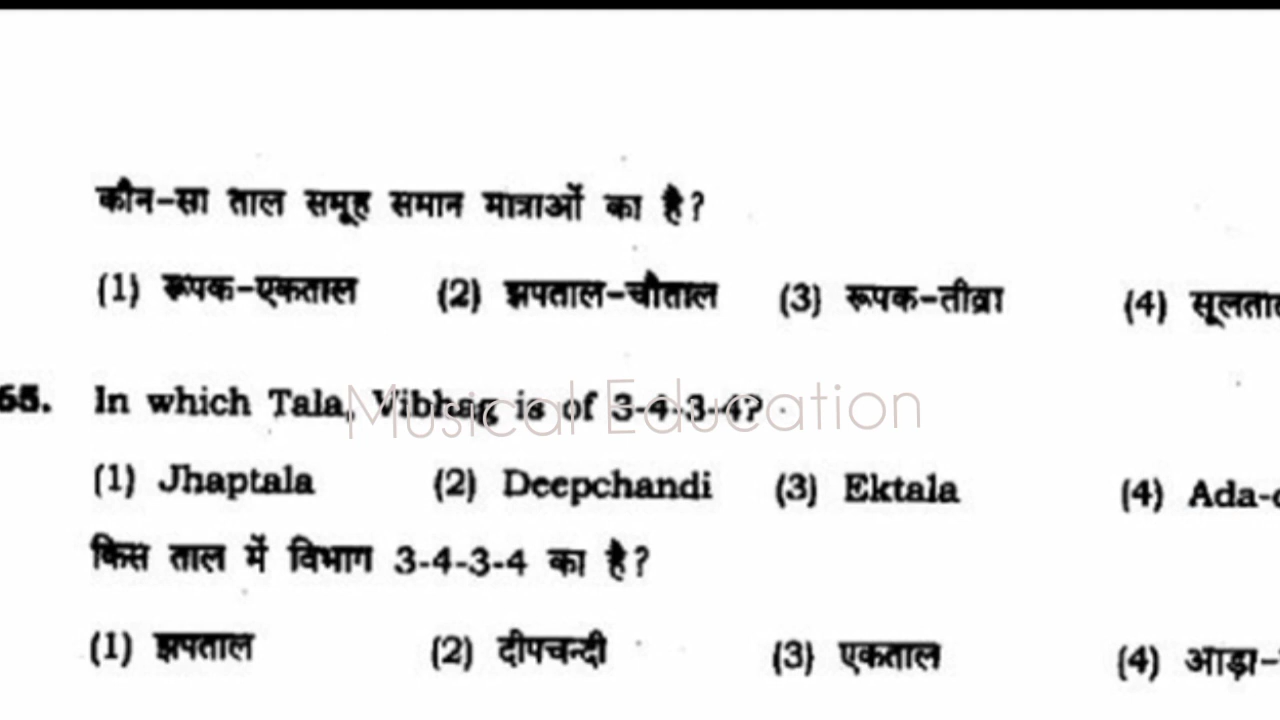 कौन-सा ताल समूह समान मात्राओं का है?
(1) रूपक-एकताल (2) झपताल-चौताल (3) रूपक-तीव्रा (4)
65. In which Tala, Vibhag is of 3-4-3-4?
Musical Education
(1) Jhaptala (2) Deepchandi (3) Ektala (4)
किस ताल में विभाग 3-4-3-4 का है?
(1) झपताल (2) दीपचन्दी (3) एकताल (4) आड़ा-